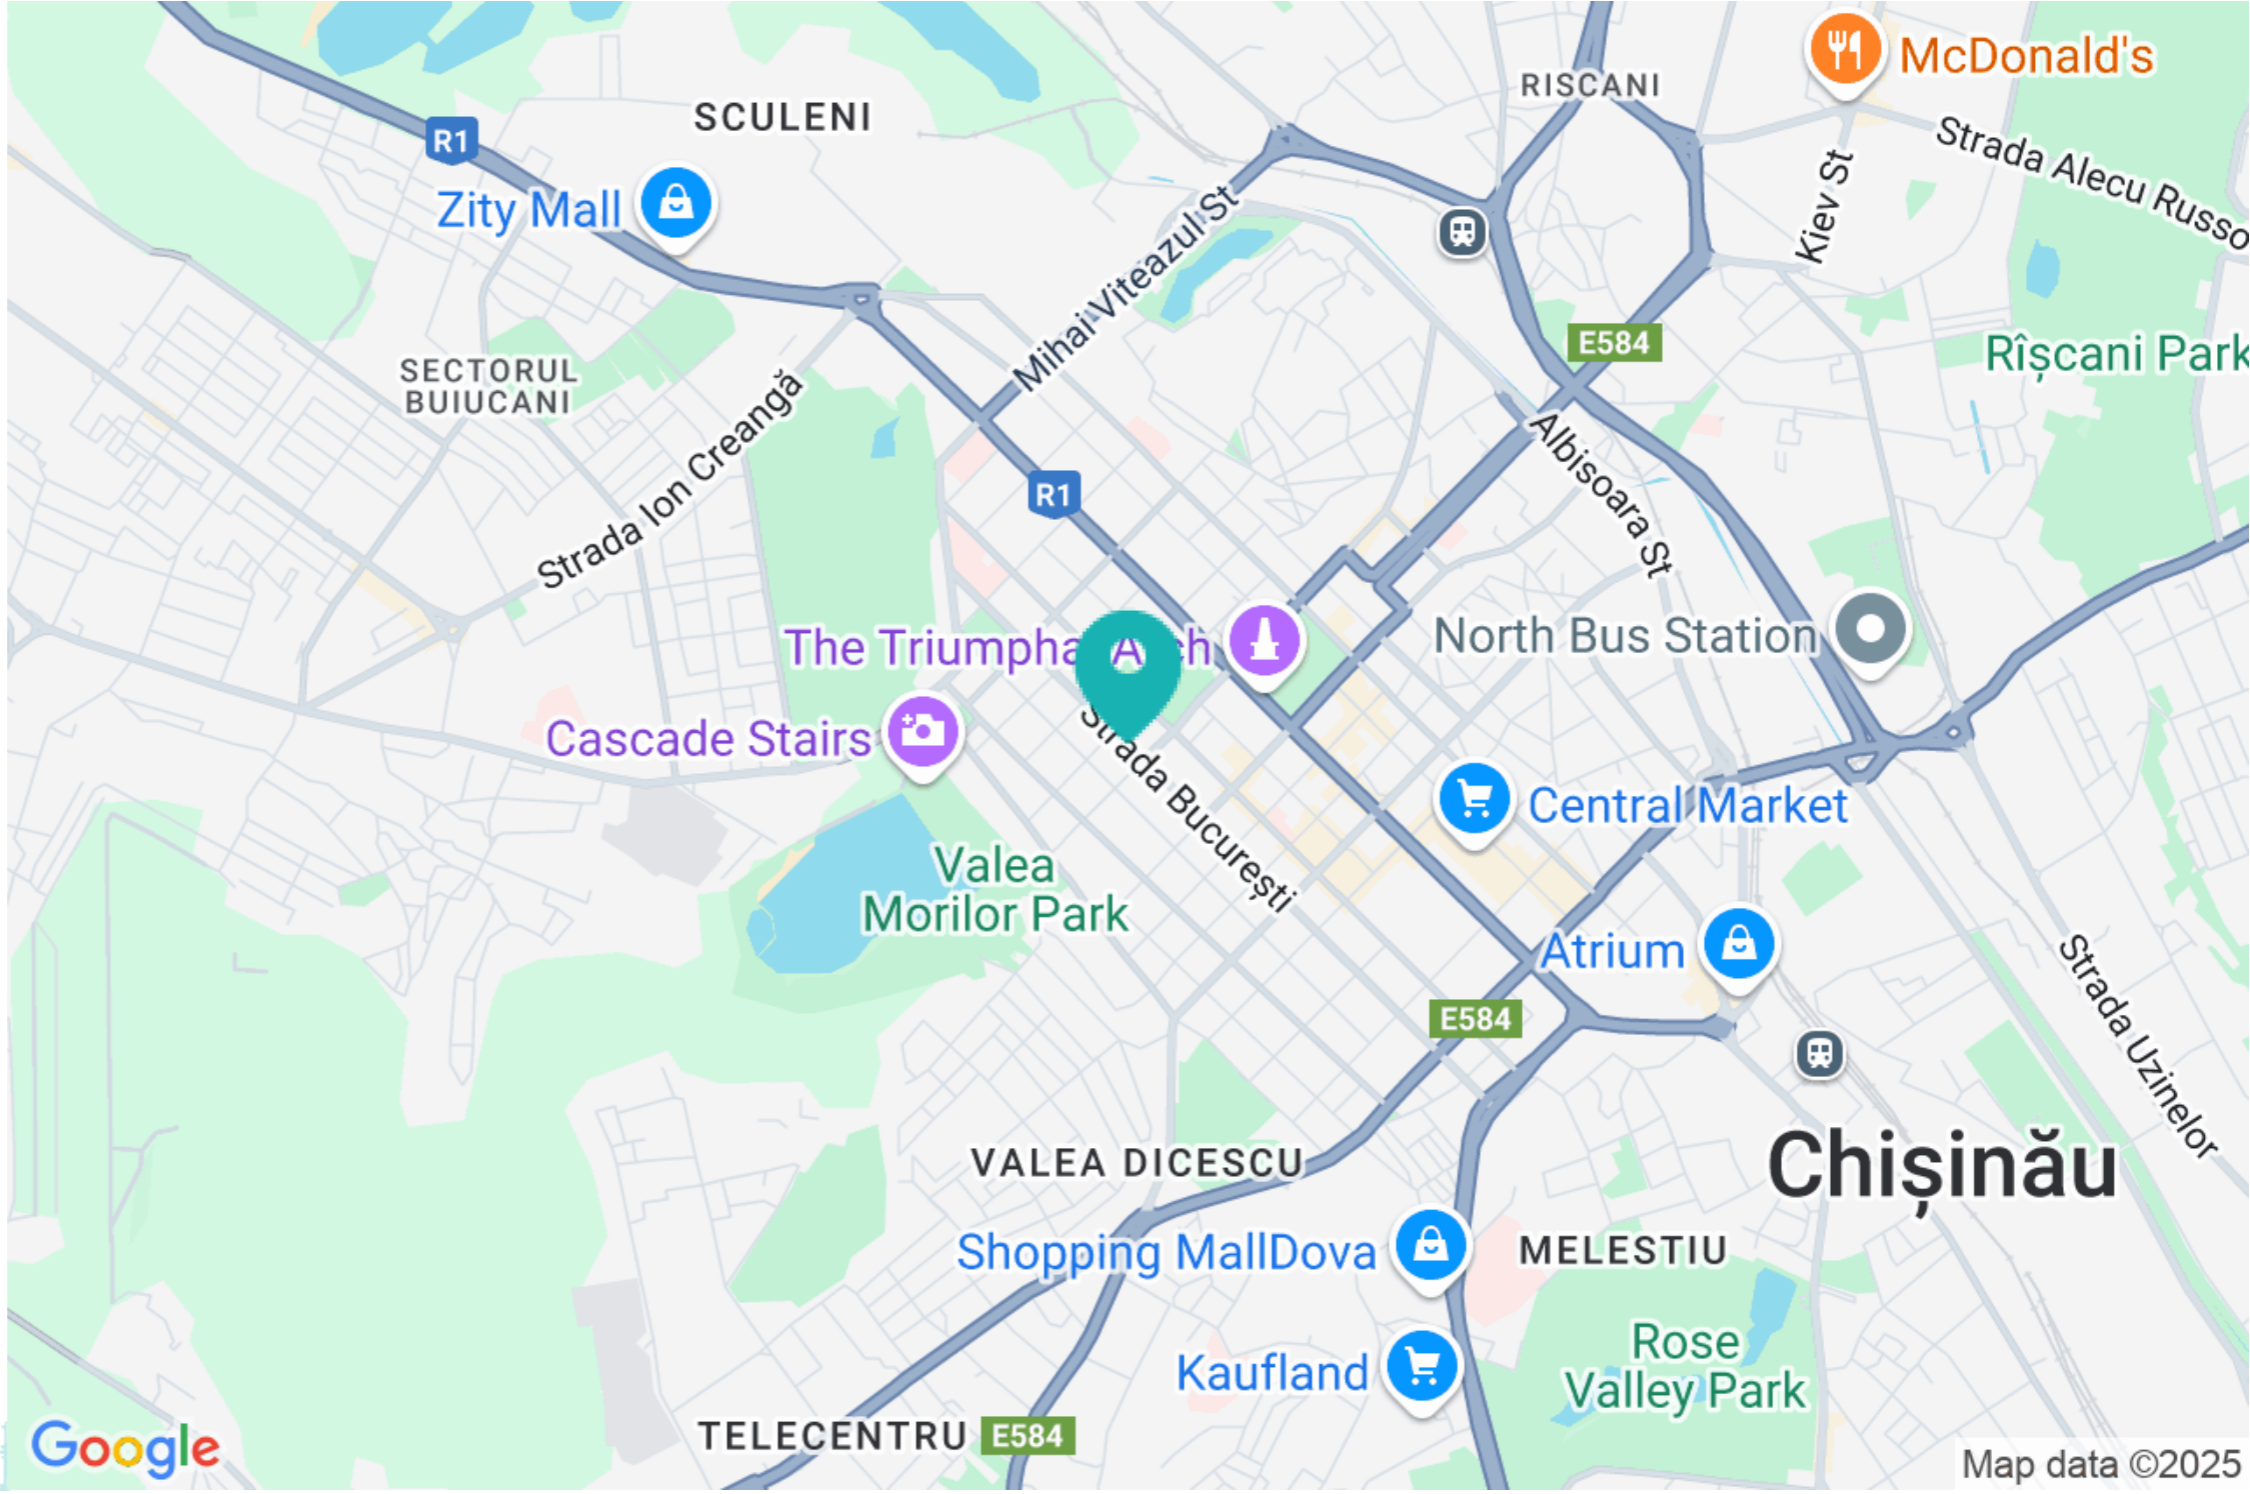 McDonald's
RISCANI
SCULENI
R1
Strada Alecu Russo
Kiev St
Zity Mall
Mihai Viteazul St
E584
Rîșcani Park
SECTORUL
BUIUCANI
Strada Ion Creangă
Albisoara St
R1
The Triumphal Arch
North Bus Station
Cascade Stairs
Strada București
Central Market
Valea
Morilor Park
Atrium
Strada Uzinelor
E584
VALEA DICESCU
Chișinău
Shopping MallDova
MELESTIU
Rose
Valley Park
Kaufland
TELECENTRU
E584
Google
Map data ©2025